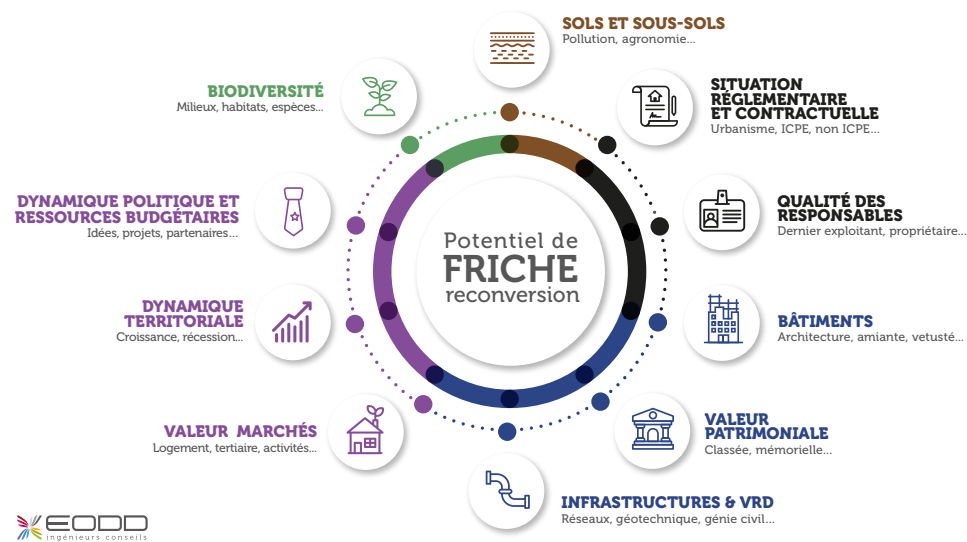 SOLS ET SOUS-SOLS
Pollution, agronomie...
SITUATION
RÉGLEMENTAIRE
ET CONTRACTUELLE
Urbanisme, ICPE, non ICPE...
QUALITÉ DES
RESPONSABLES
Dernier exploitant, propriétaire...
BÂTIMENTS
Architecture, amiante, vetusté...
VALEUR
PATRIMONIALE
Classée, mémorielle...
INFRASTRUCTURES & VRD
Réseaux, géotechnique, génie civil...
VALEUR MARCHÉS
Logement, tertiaire, activités...
DYNAMIQUE
TERRITORIALE
Croissance, récession...
DYNAMIQUE POLITIQUE ET
RESSOURCES BUDGÉTAIRES
Idées, projets, partenaires...
BIODIVERSITÉ
Milieux, habitats, espèces...
Potentiel de
FRICHE
reconversion
EODD
ingénieurs conseils